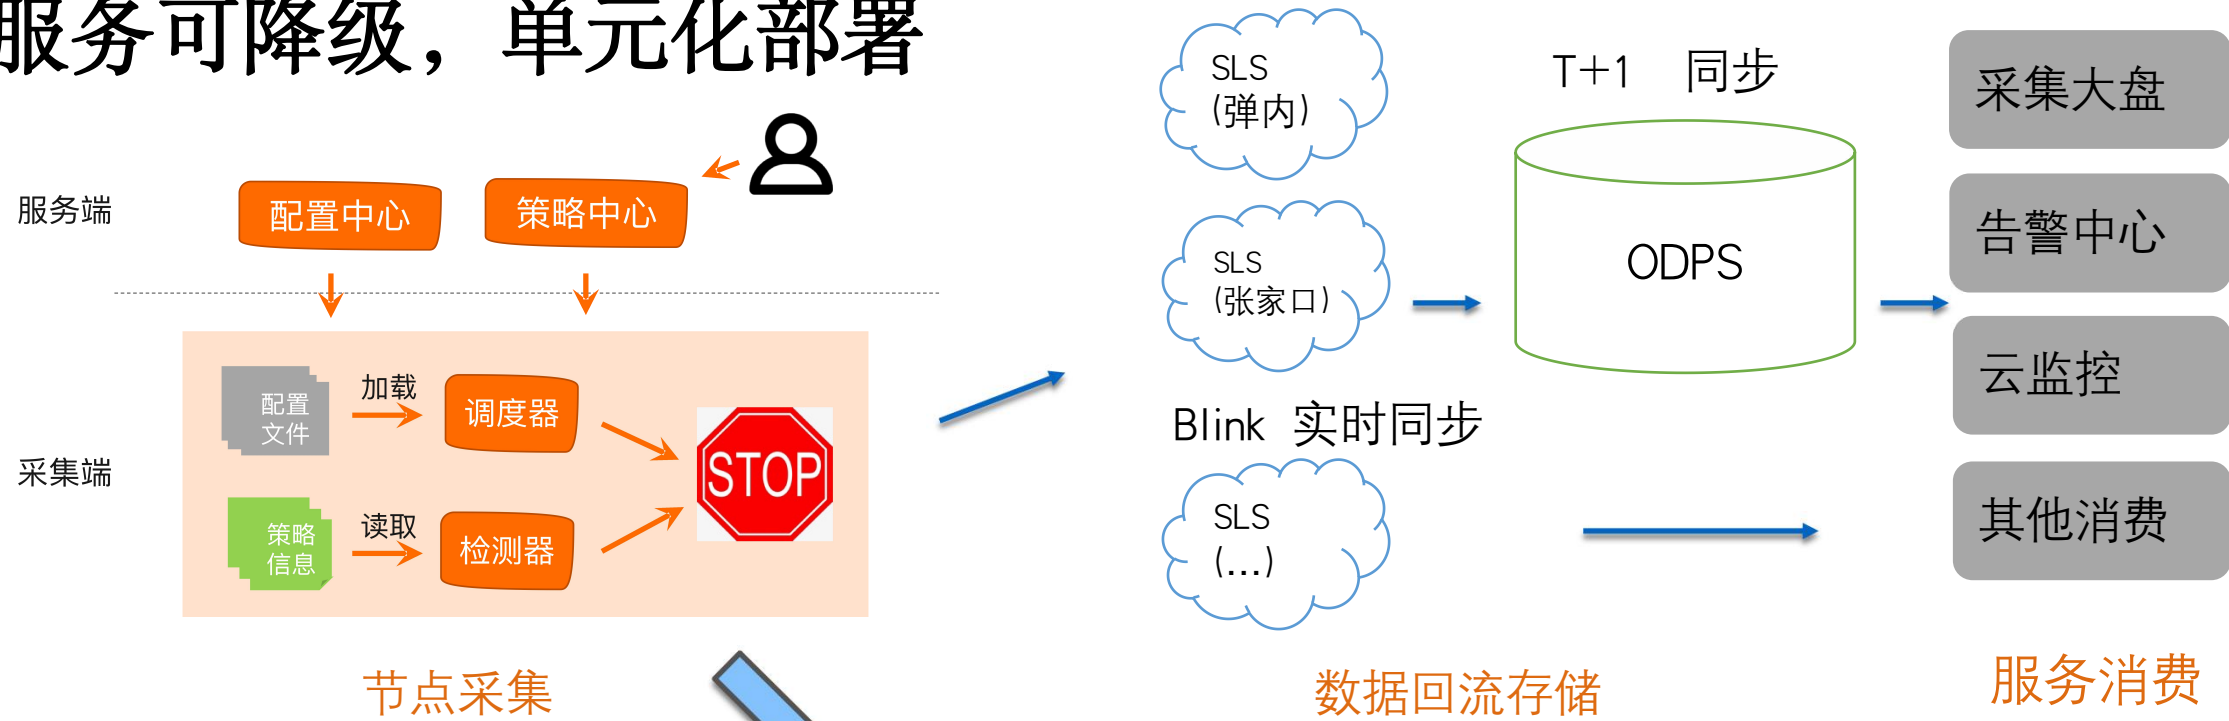 服务可降级，单元化部署
服务端
配置中心
策略中心
采集端
配置
文件
加载
调度器
策略
信息
读取
检测器
STOP
节点采集
SLS
(弹内)
SLS
(张家口)
Blink 实时同步
SLS
(...)
T+1 同步
ODPS
数据回流存储
采集大盘
告警中心
云监控
其他消费
服务消费